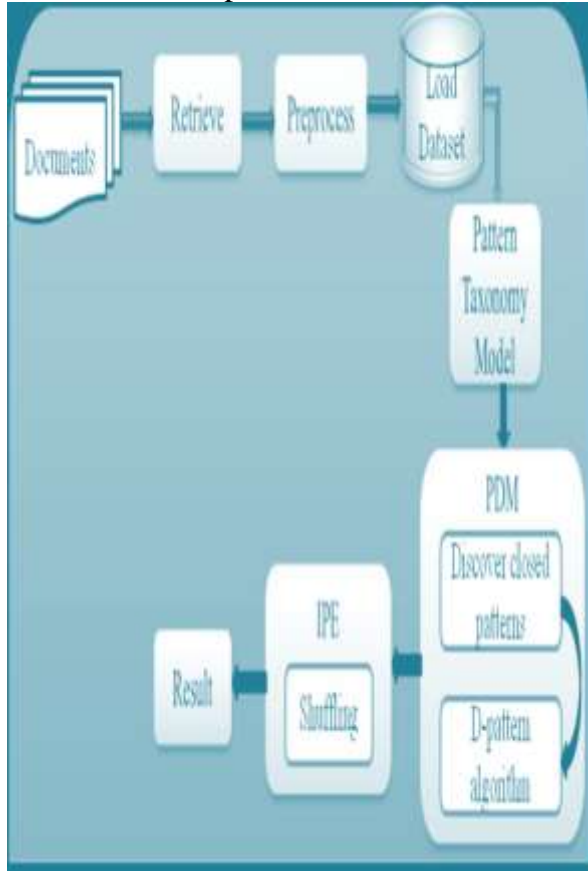 Documents
Retrieve
Preprocess
Load
Dataset
Pattern
Taxonomy
Model
PDM
Discover closed
patterns
D-pattern
algorithm
IPE
Shuffling
Result